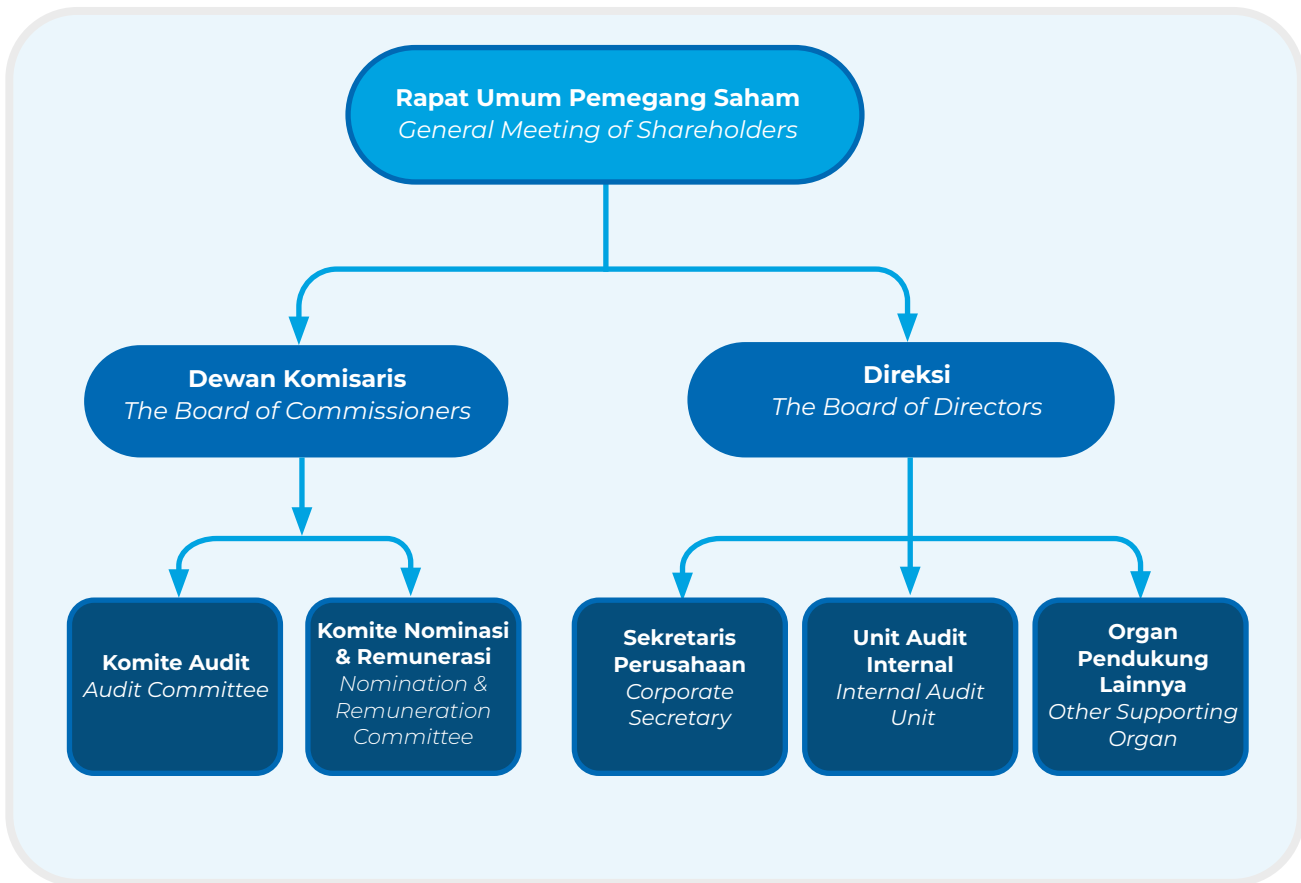 Rapat Umum Pemegang Saham
General Meeting of Shareholders
Dewan Komisaris
The Board of Commissioners
Direksi
The Board of Directors
Komite Audit
Audit Committee
Komite Nominasi
& Remunerasi
Nomination &
Remuneration
Committee
Sekretaris
Perusahaan
Corporate
Secretary
Unit Audit
Internal
Internal Audit
Unit
Organ
Pendukung
Lainnya
Other Supporting
Organ